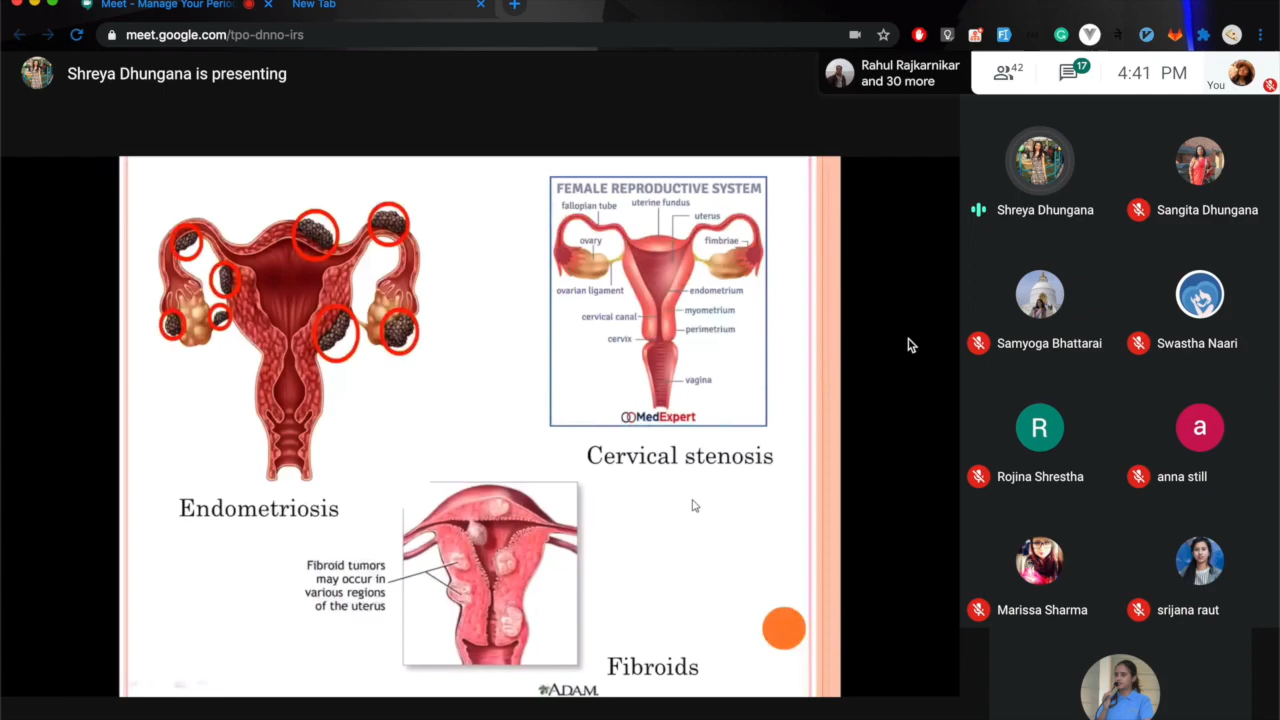 Meet - Manage Your Perio
New Tab
meet.google.com/tpo-dnno-irs
Shreya Dhungana is presenting
Rahul Rajkarnikar
and 30 more
42
17
4:41 PM
You
FEMALE REPRODUCTIVE SYSTEM
fallopian tube
uterine fundus
uterus
ovary
fimbriae
ovarian ligament
endometrium
myometrium
cervical canal
perimetrium
cervix
vagina
MedExpert
Cervical stenosis
Endometriosis
Fibroid tumors
may occur in
various regions
of the uterus
Fibroids
ADAM.
Shreya Dhungana
Sangita Dhungana
Samyoga Bhattarai
Swastha Naari
R
a
Rojina Shrestha
anna still
Marissa Sharma
srijana raut